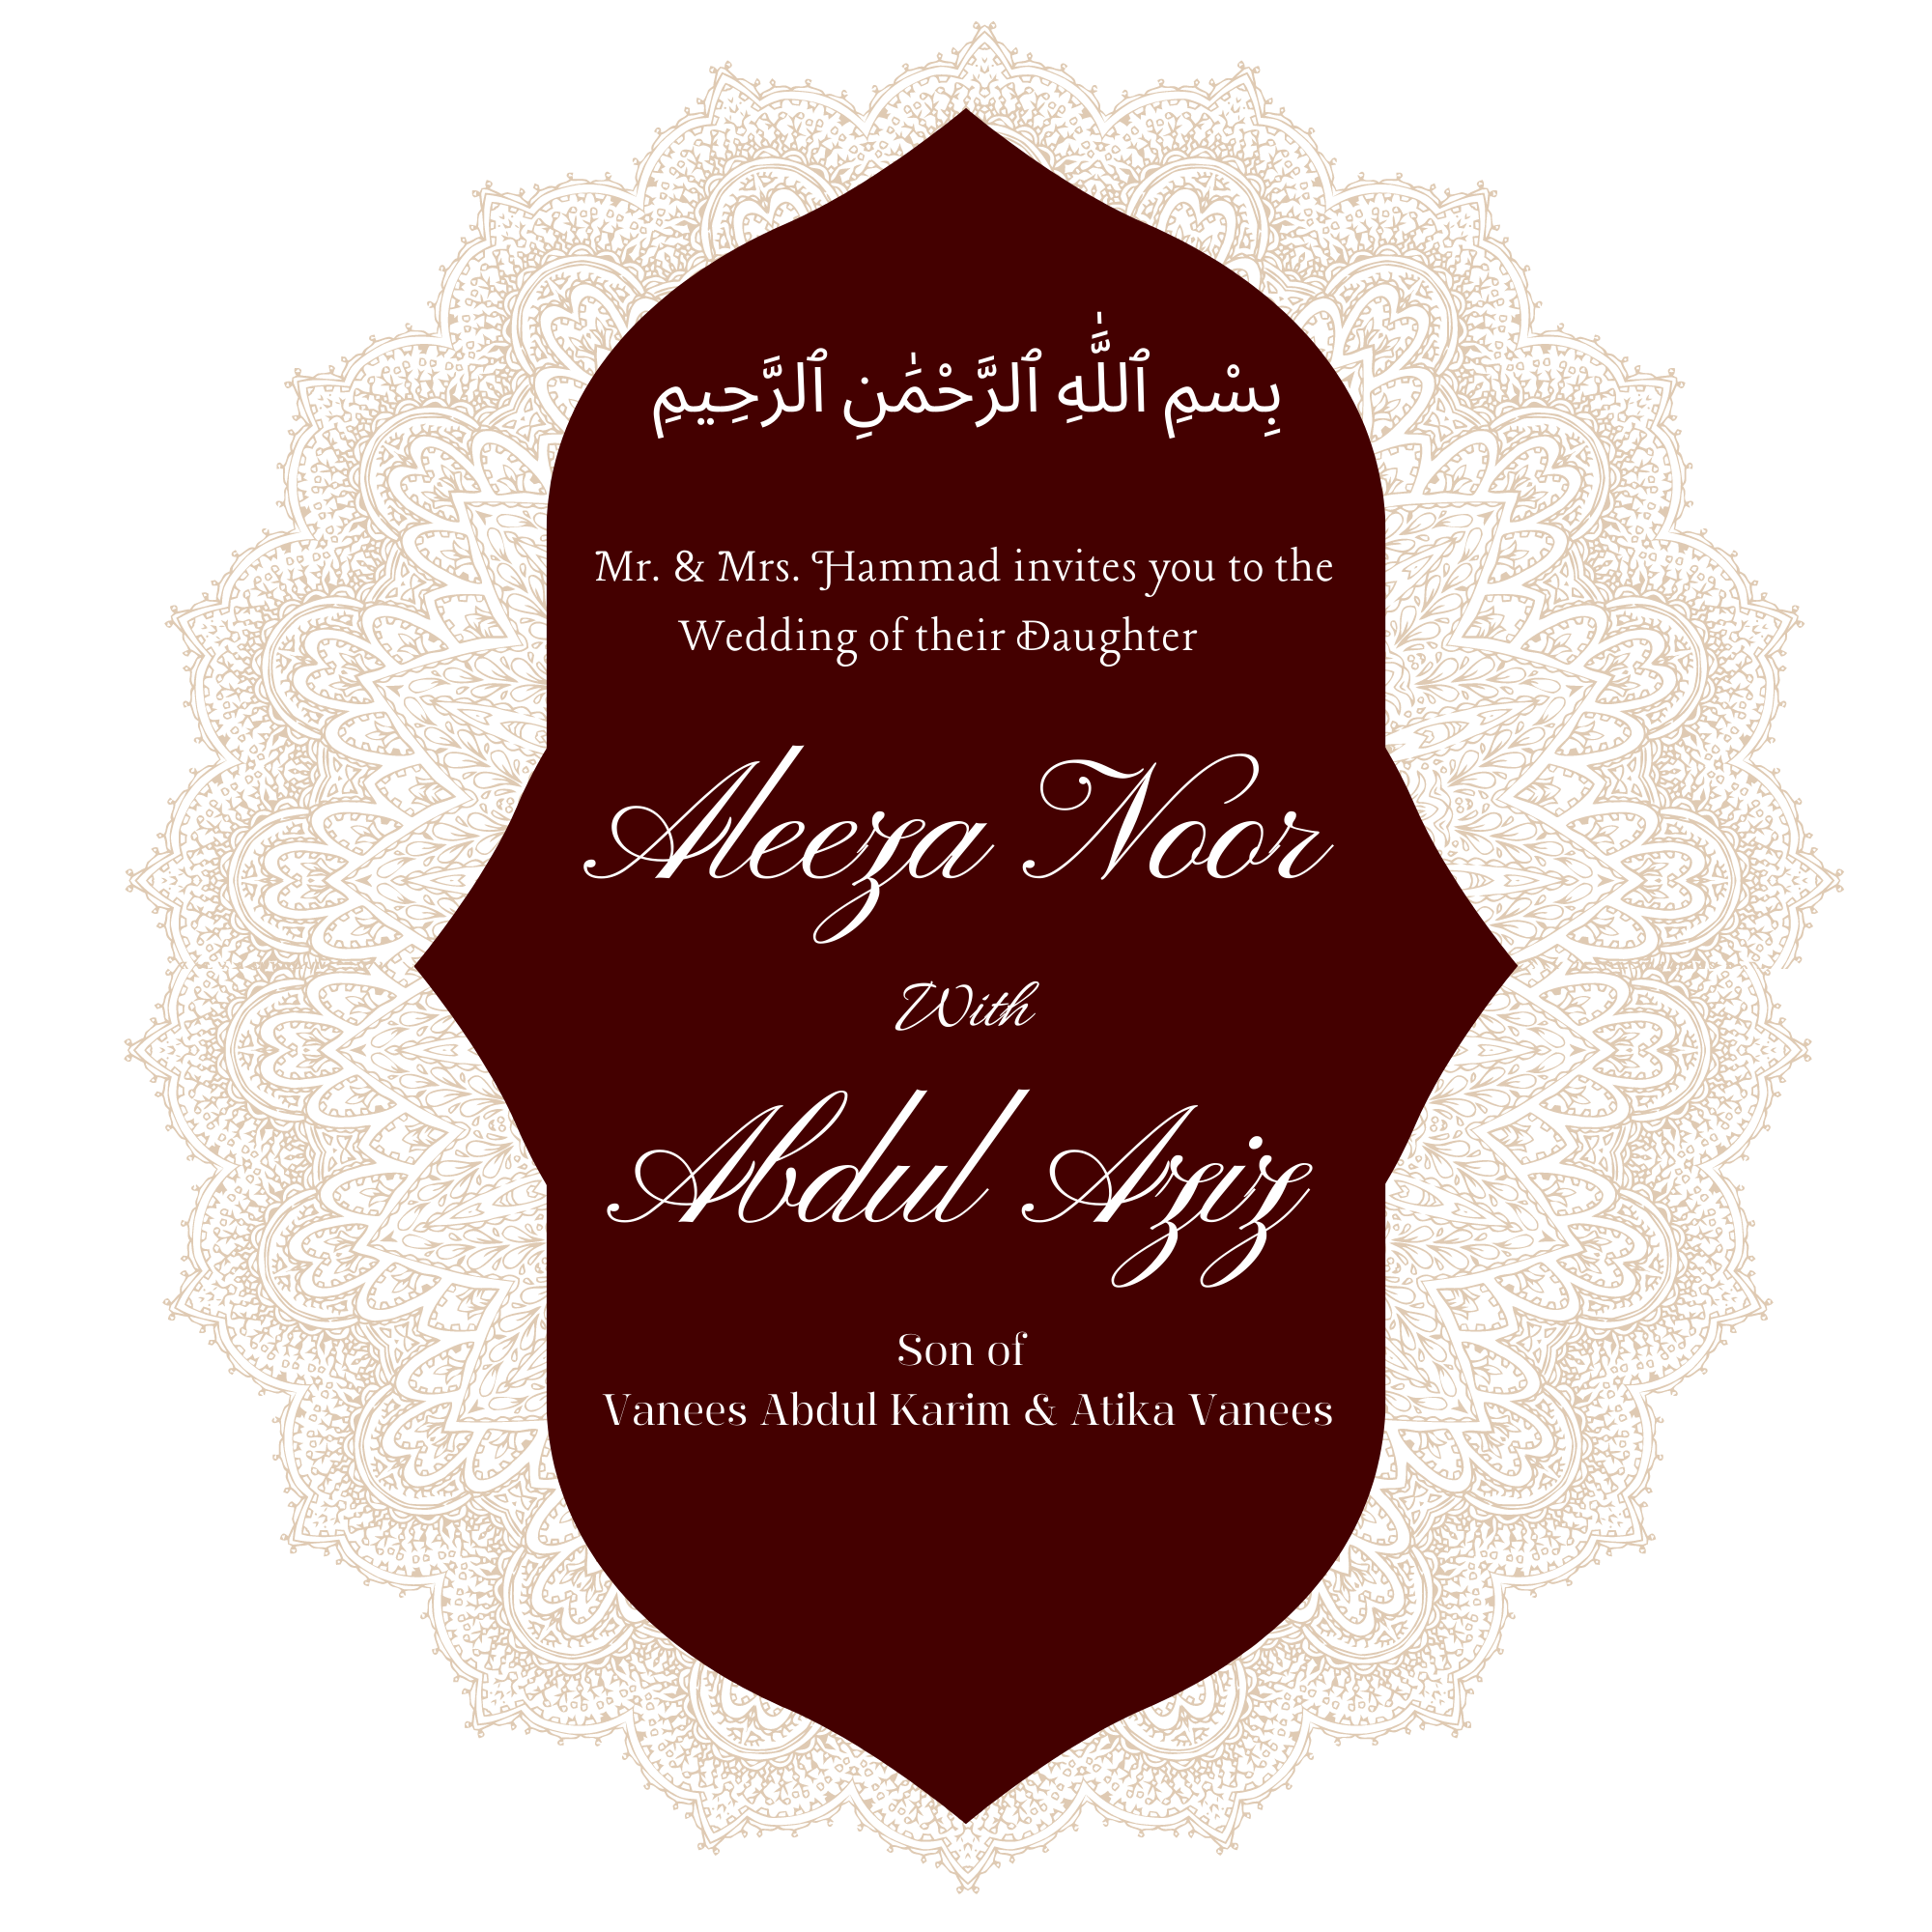 بِسْمِ ٱللَّٰهِ ٱلرَّحْمَٰنِ ٱلرَّحِيمِ
Mr. & Mrs. Hammad invites you to the
Wedding of their Daughter
Aleeza Noor
With
Abdul Aziz
Son of
Vanees Abdul Karim & Atika Vanees